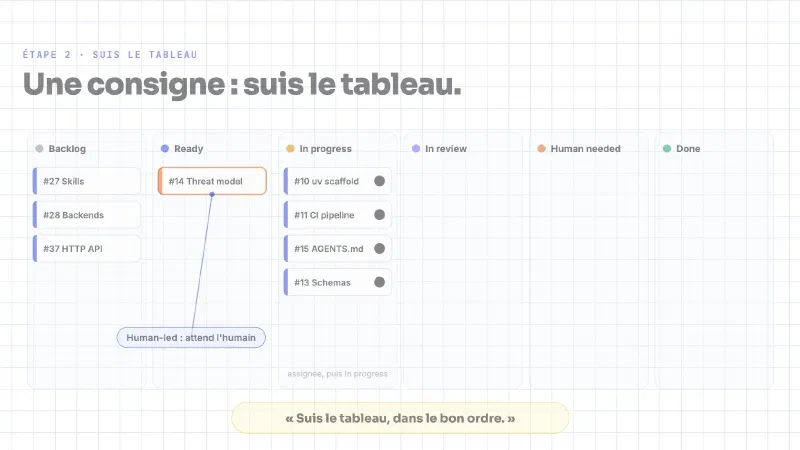 ÉTAPE 2 · SUIS LE TABLEAU
Une consigne : suis le tableau.
Backlog
#27 Skills
#28 Backends
#37 HTTP API
Ready
#14 Threat model
Human-led : attend l'humain
In progress
#10 uv scaffold
#11 CI pipeline
#15 AGENTS.md
#13 Schemas
assignée, puis In progress
In review
Human needed
Done
« Suis le tableau, dans le bon ordre. »